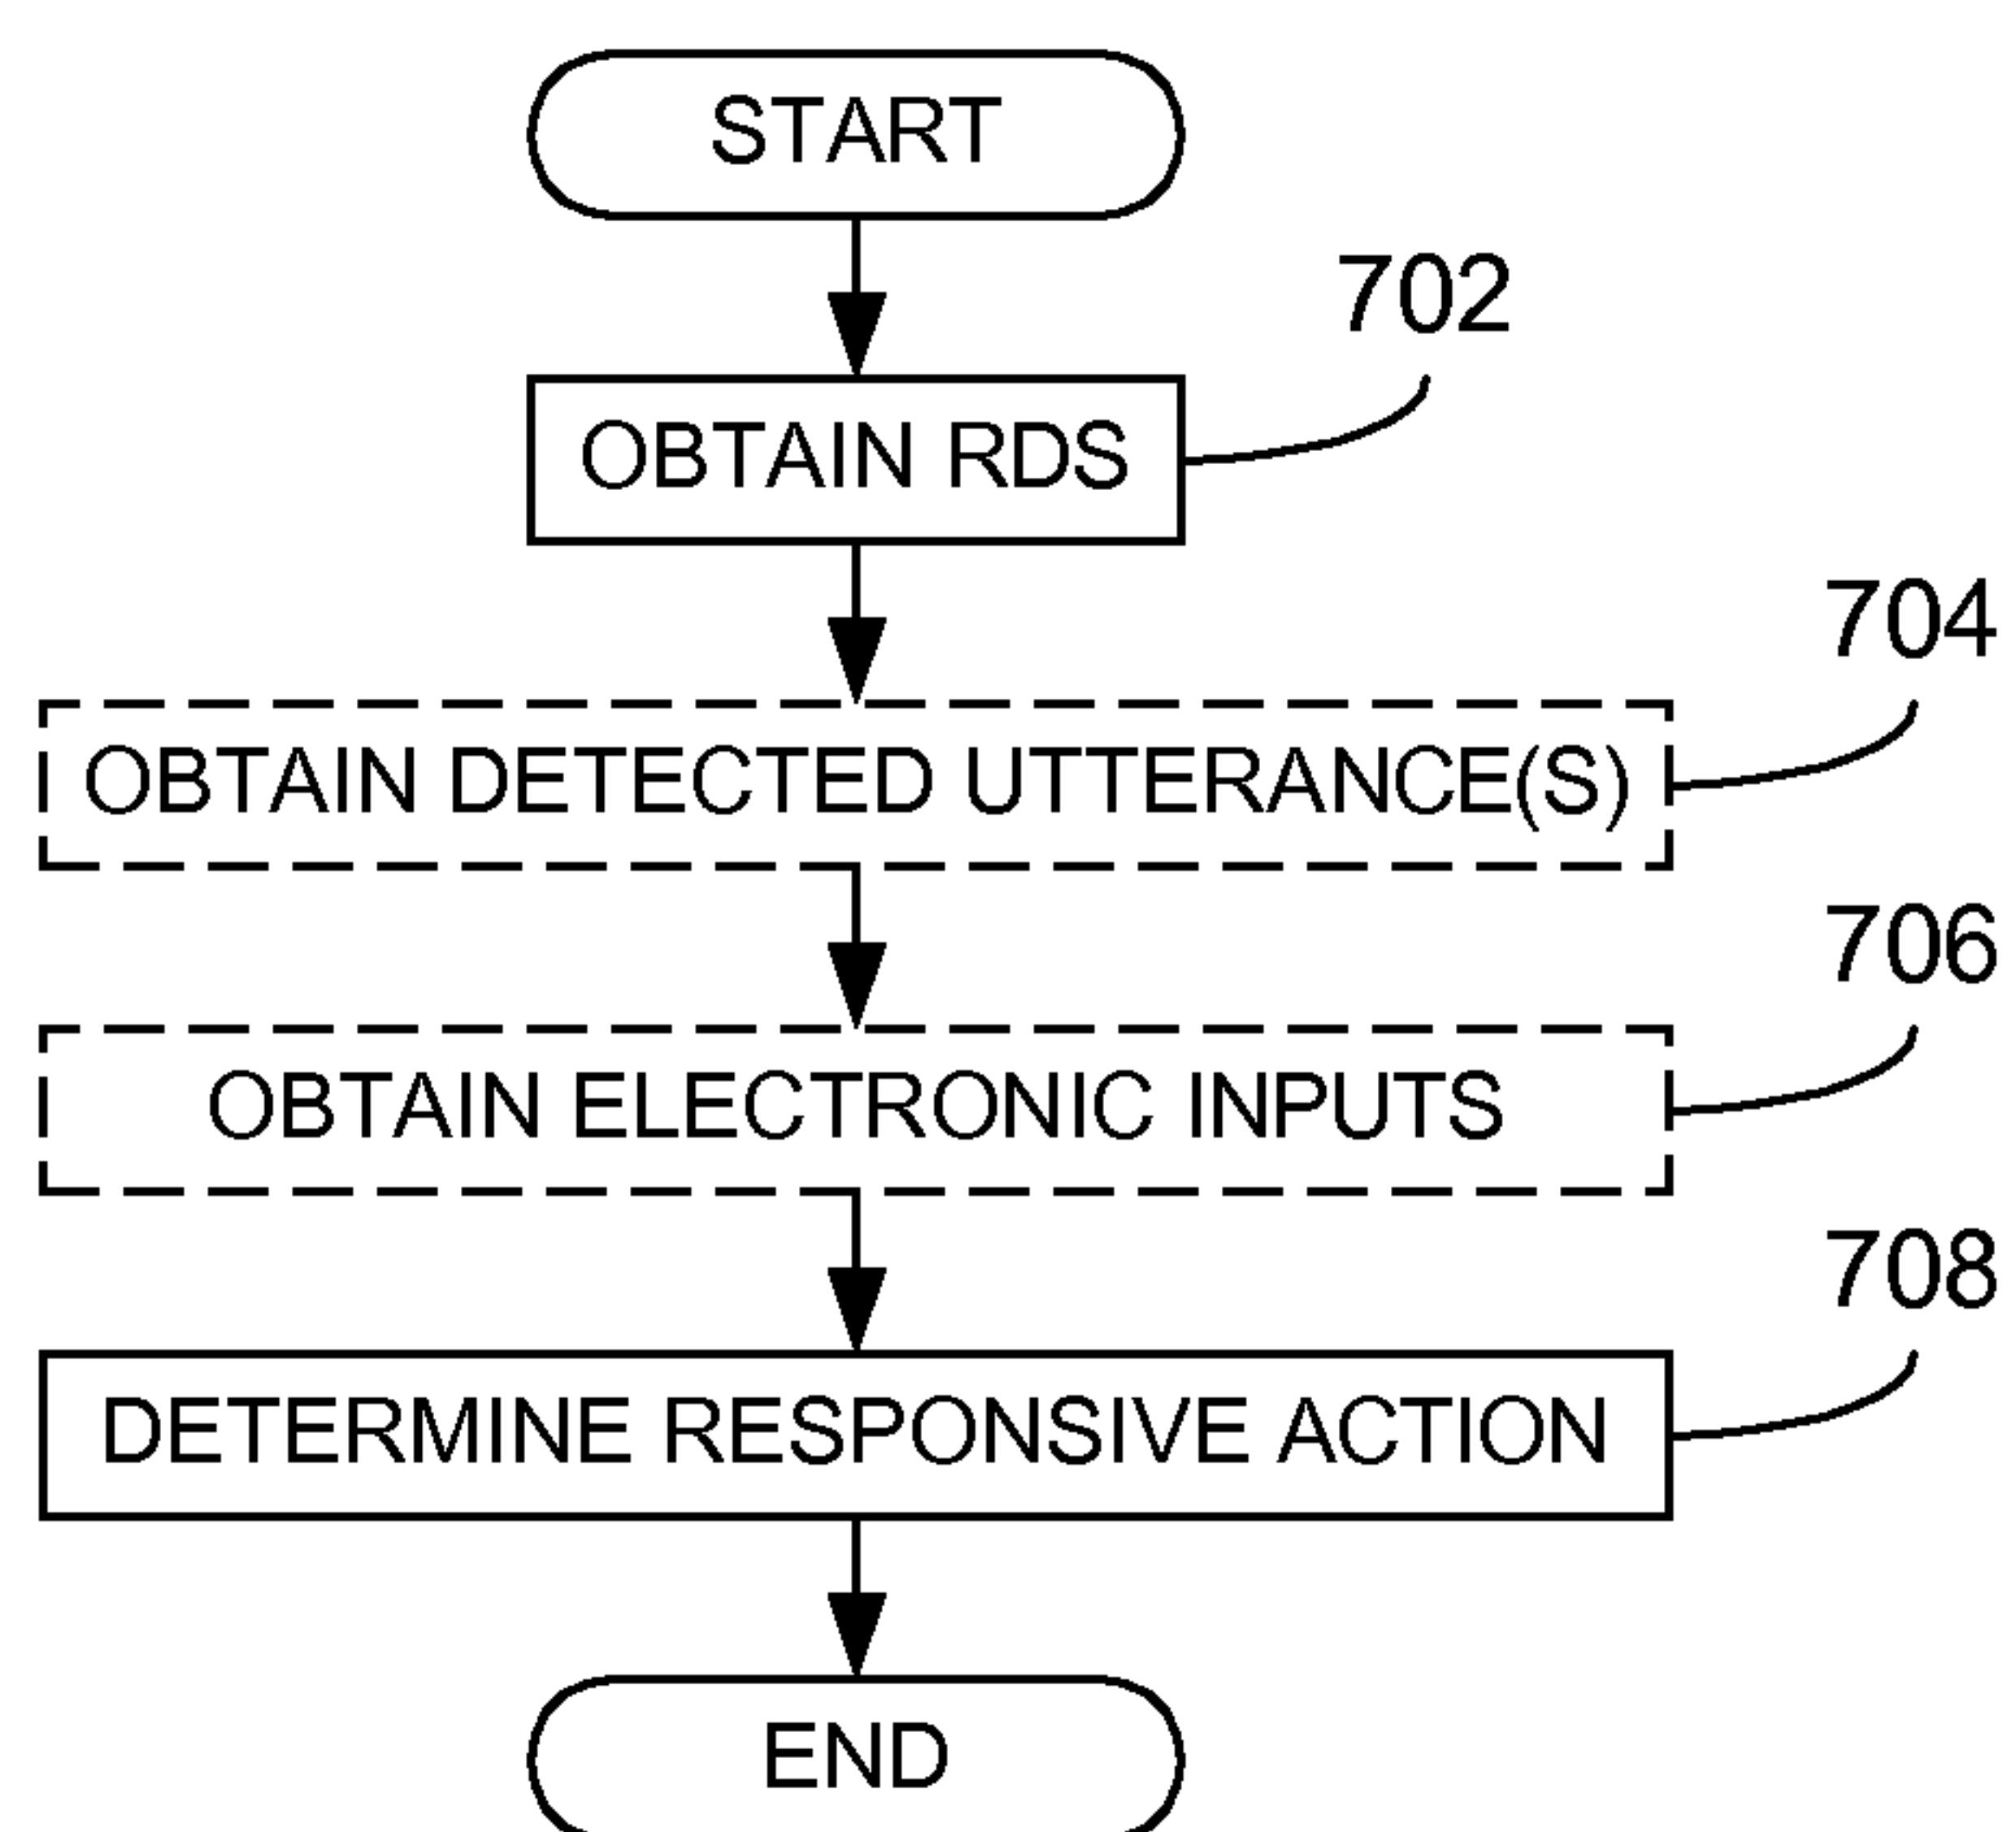 START
702
OBTAIN RDS
704
OBTAIN DETECTED UTTERANCE(S)
706
OBTAIN ELECTRONIC INPUTS
708
DETERMINE RESPONSIVE ACTION
END